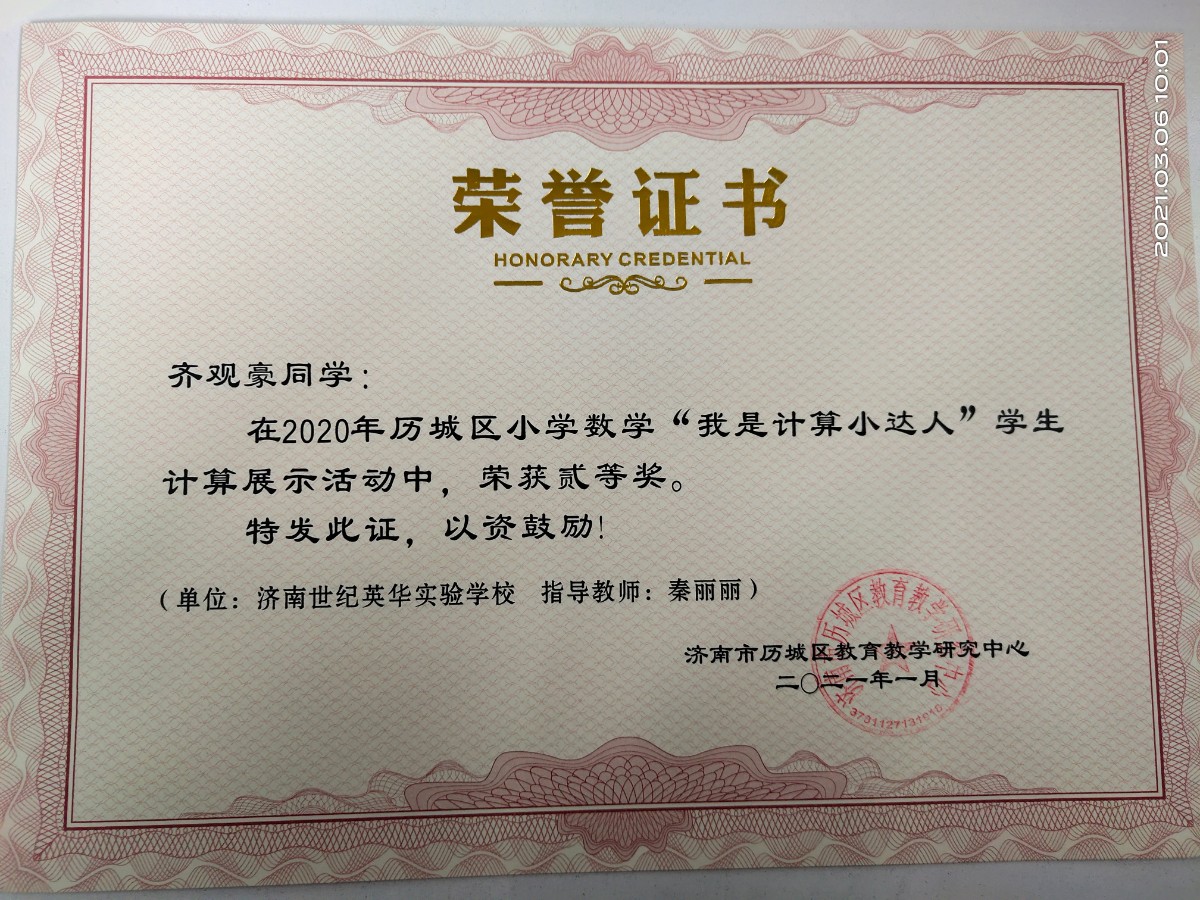 荣誉证书
HONORARY CREDENTIAL
齐观豪同学：
在2020年历城区小学数学“我是计算小达人”学生
计算展示活动中，荣获贰等奖。
特发此证，以资鼓励！
（单位：济南世纪英华实验学校 指导教师：秦丽丽）
济南市历城区教育教学研究中心
二〇二一年一月
2021.03.06 10:01